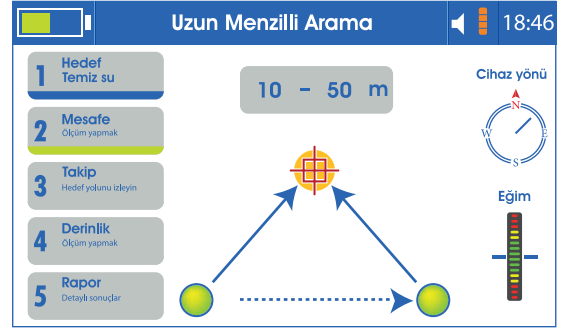 Uzun Menzilli Arama
18:46
1
Hedef
Temiz su
2
Mesafe
Ölçüm yapmak
3
Takip
Hedef yolunu izleyin
4
Derinlik
Ölçüm yapmak
5
Rapor
Detaylı sonuçlar
10 - 50 m
Cihaz yönü
N
W
E
S
Eğim